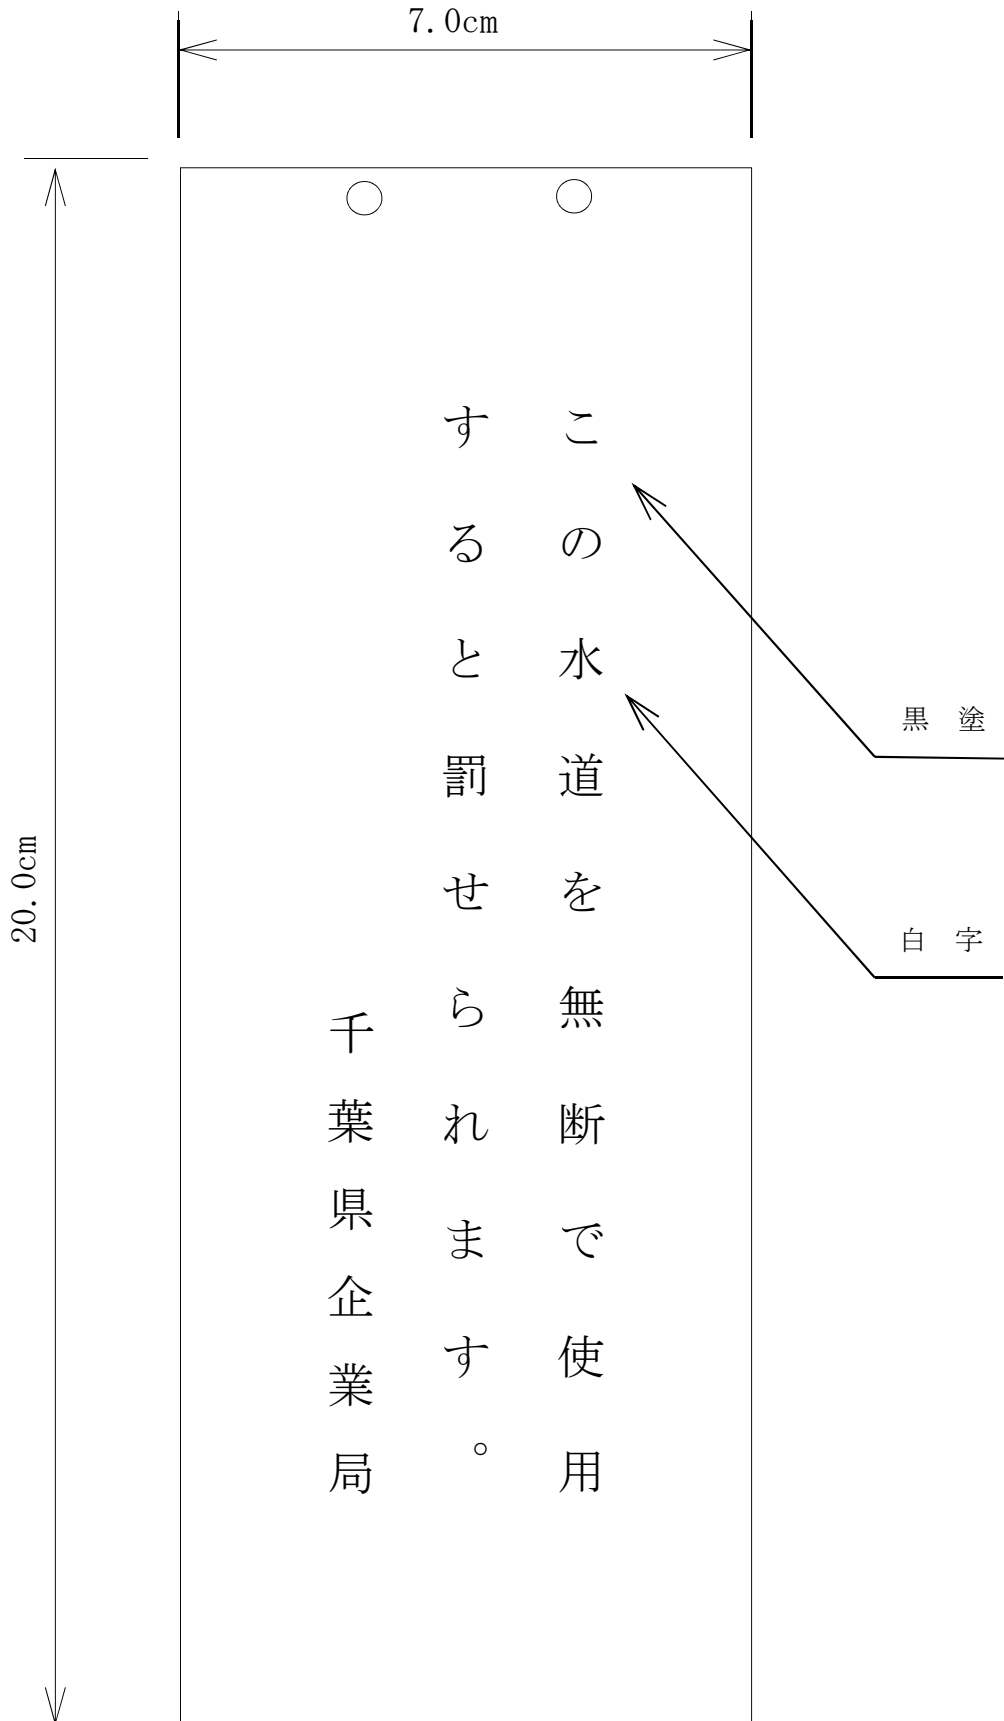 7.0cm
20.0cm
この水道を無断で使用
すると罰せられます。
千葉県企業局
黒塗
白字